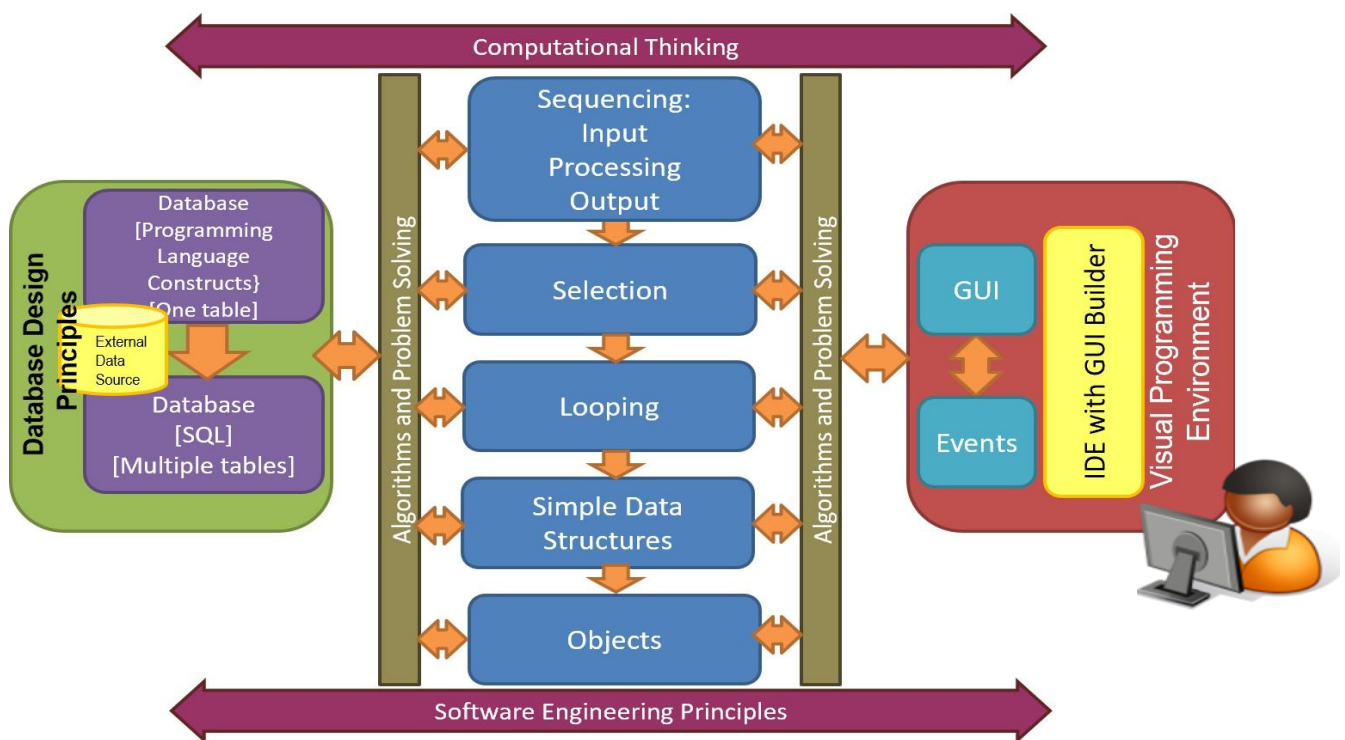 Computational Thinking
Database Design
Principles
Database
[Programming
Language
Constructs}
[One table]
External
Data
Source
Database
[SQL]
[Multiple tables]
Algorithms and Problem Solving
Sequencing:
Input
Processing
Output
Selection
Looping
Simple Data
Structures
Objects
Algorithms and Problem Solving
GUI
Events
IDE with GUI Builder
Visual Programming
Environment
Software Engineering Principles